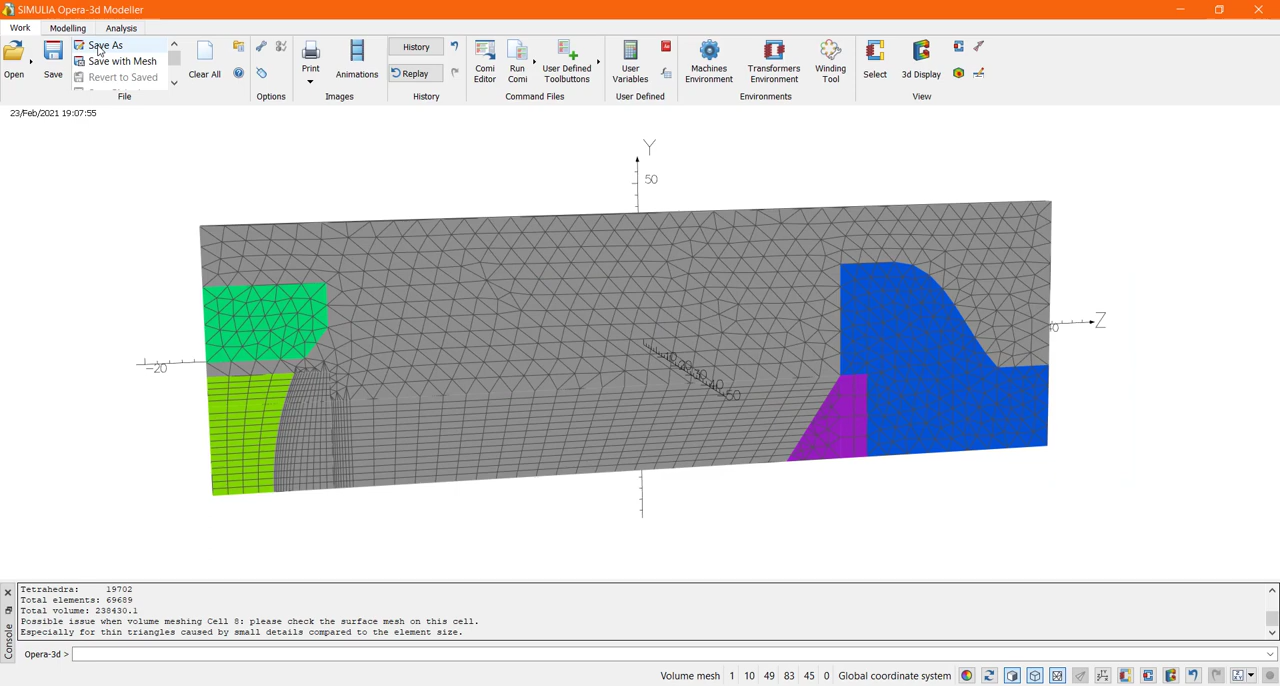 SIMULIA Opera-3d Modeller
Work Modelling Analysis
Save As
Save with Mesh
Revert to Saved
Open Save Clear All
Print Animations
History
Replay
Comi Editor
Run Comi
User Defined Toolbuttons
User Variables
Machines Environment
Transformers Environment
Winding Tool
Select 3d Display
File Options Images History Command Files User Defined Environments View
23/Feb/2021 19:07:55
Y
50
Z
-20
10 20 30 40 50
Tetrahedra: 19702
Total elements: 69689
Total volume: 238430.1
Possible issue when volume meshing Cell 8: please check the surface mesh on this cell.
Especially for thin triangles caused by small details compared to the element size.
Console
Opera-3d >
Volume mesh 1 10 49 83 45 0 Global coordinate system